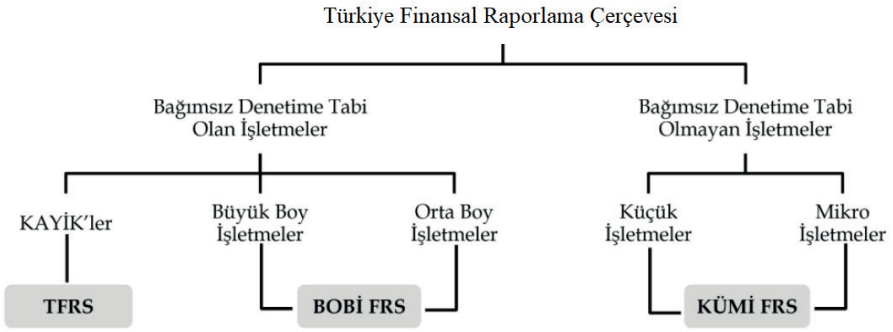 Türkiye Finansal Raporlama Çerçevesi
Bağımsız Denetime Tabi
Olan İşletmeler
Bağımsız Denetime Tabi
Olmayan İşletmeler
KAYİK'ler
Büyük Boy
İşletmeler
Orta Boy
İşletmeler
Küçük
İşletmeler
Mikro
İşletmeler
TFRS
BOBİ FRS
KÜMİ FRS